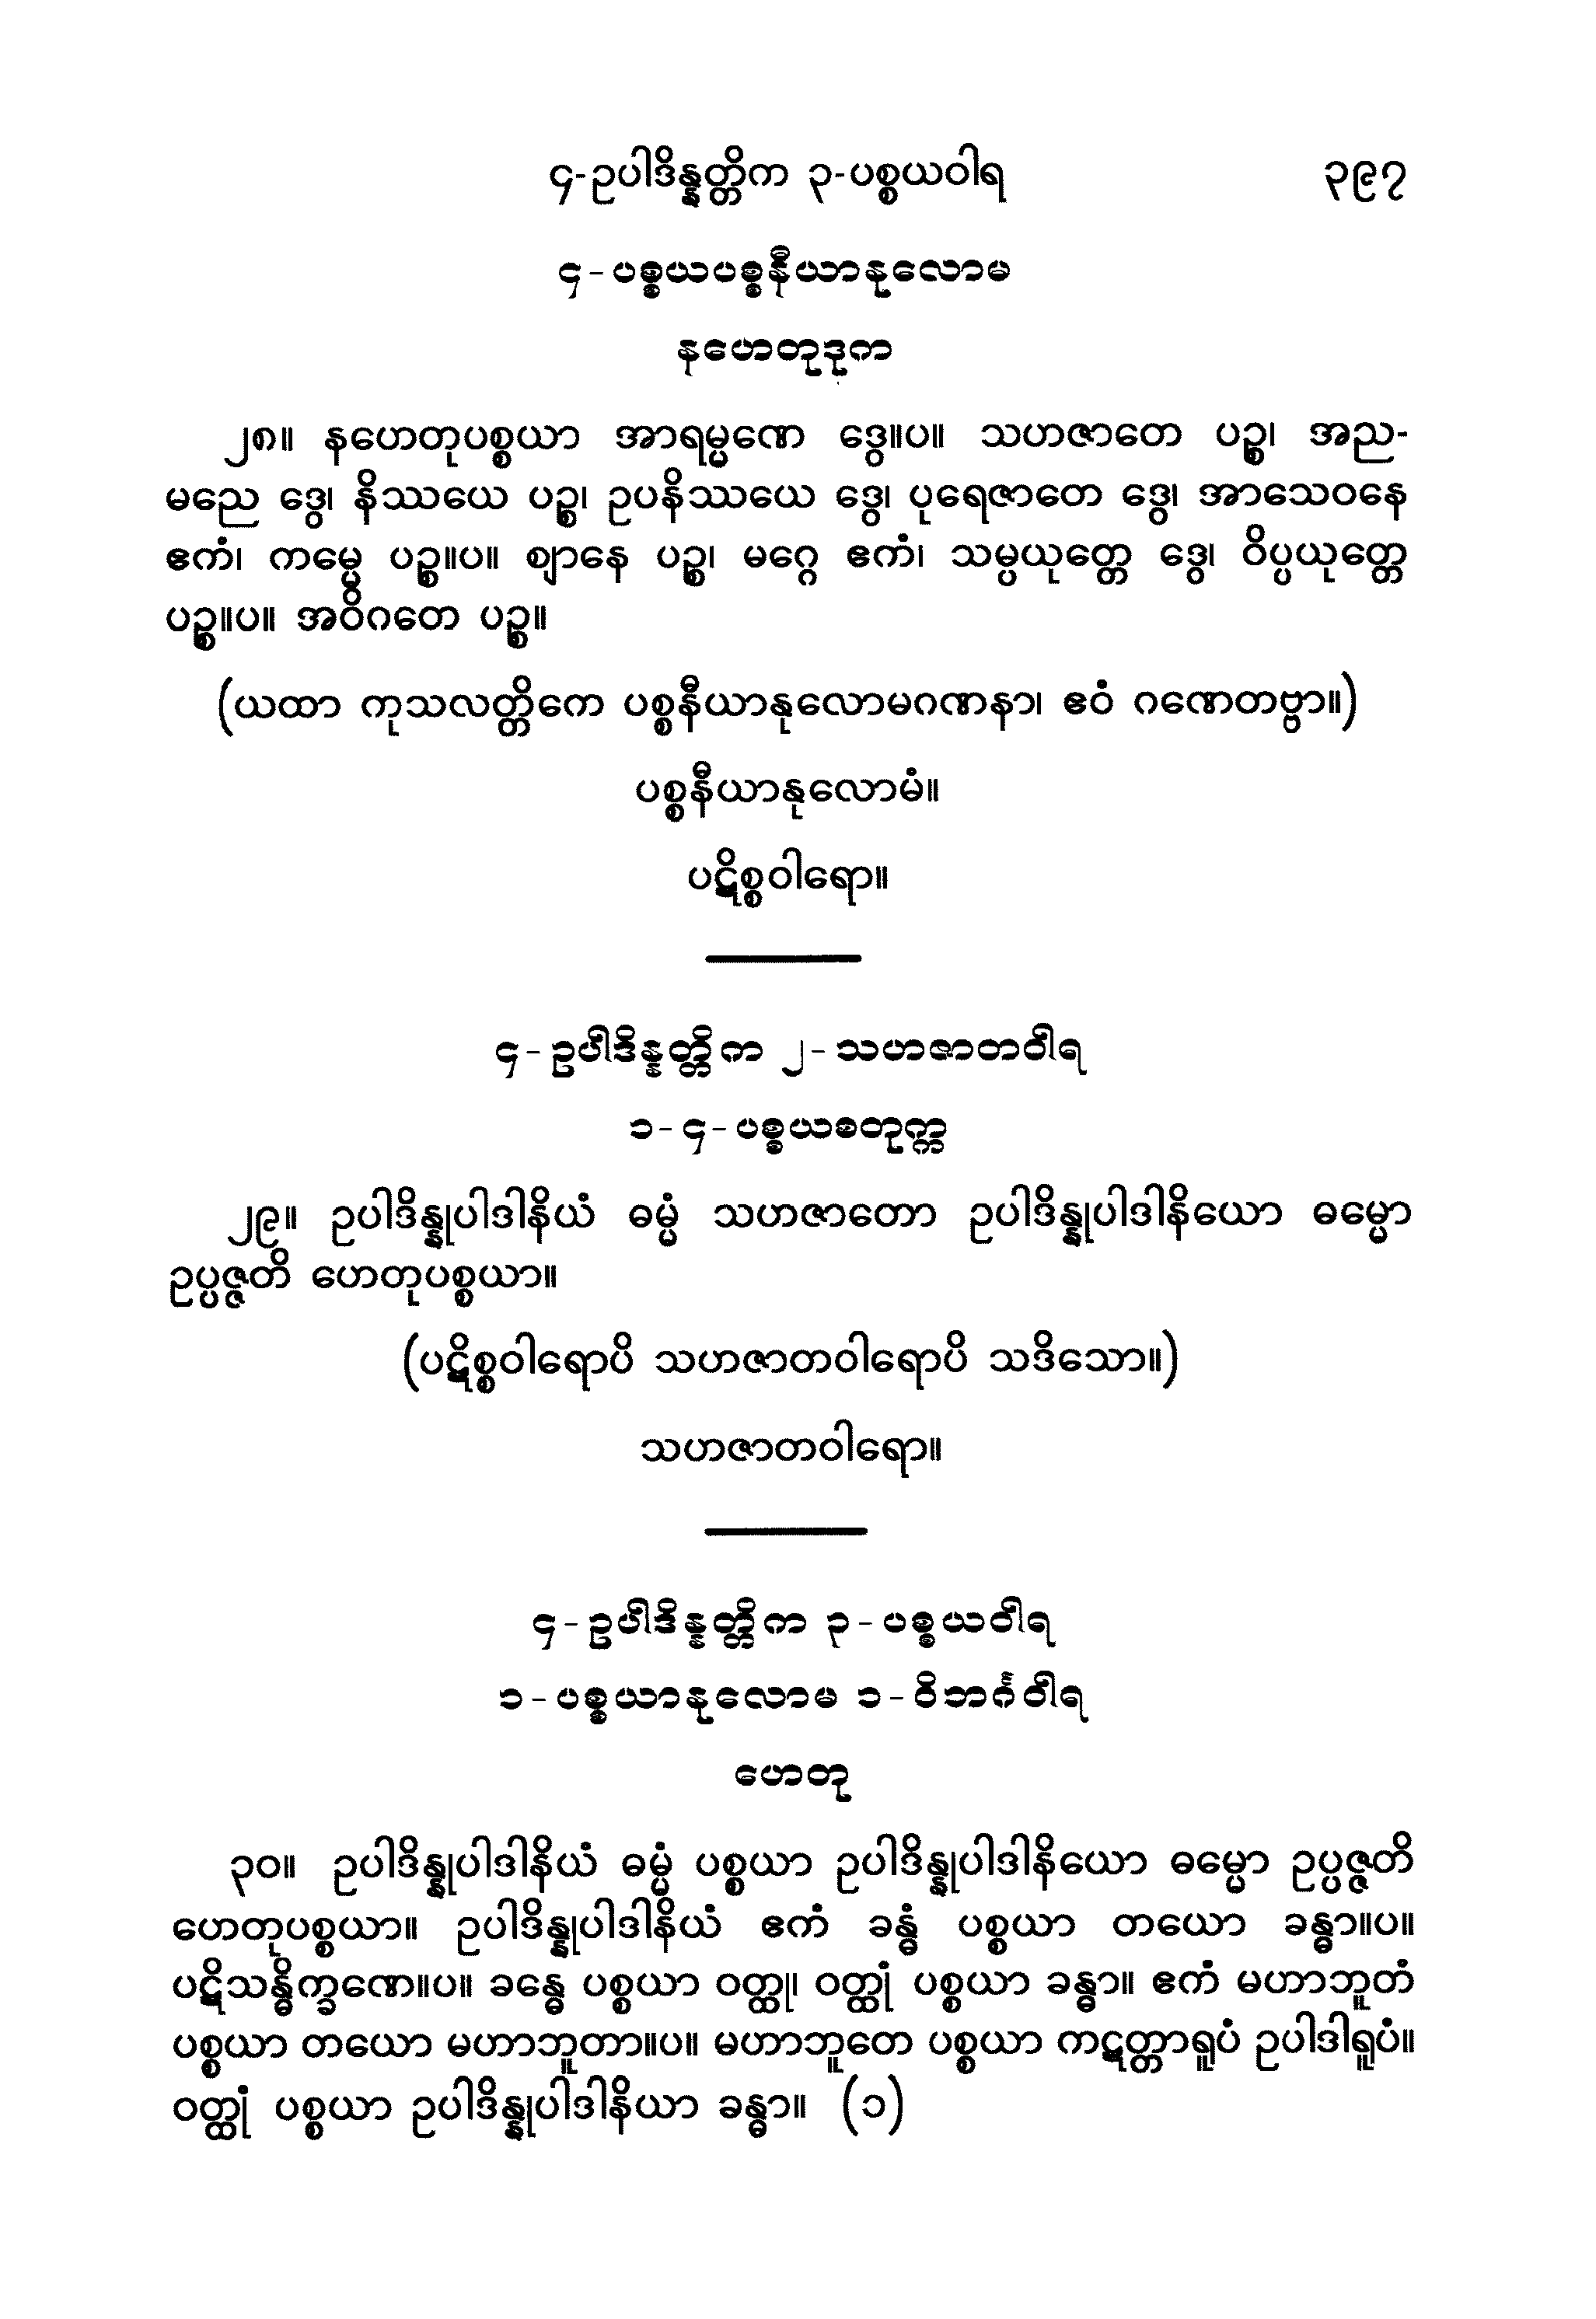 ၄-ဥပါဒိန္နတ္တိက ၃-ပစ္စယဝါရ ၃၉၇
၄-ပစ္စယပစ္စနီယာနုလောမ
နဟေတုဒုက
၂၈။ နဟေတုပစ္စယာ အာရမ္မဏေ ဒွေ။ပ။ သဟဇာတေ ပဉ္စ၊ အည-
မညေ ဒွေ၊ နိဿယေ ပဉ္စ၊ ဥပနိဿယေ ဒွေ၊ ပုရေဇာတေ ဒွေ၊ အာသေဝနေ
ဧကံ၊ ကမ္မေ ပဉ္စ။ပ။ ဈာနေ ပဉ္စ၊ မဂ္ဂေ ဧကံ၊ သမ္ပယုတ္တေ ဒွေ၊ ဝိပ္ပယုတ္တေ
ပဉ္စ။ပ။ အဝိဂတေ ပဉ္စ။
(ယထာ ကုသလတ္တိကေ ပစ္စနီယာနုလောမဂဏနာ၊ ဧဝံ ဂဏေတဗ္ဗာ။)
ပစ္စနီယာနုလောမံ။
ပဋိစ္စဝါရော။
၄-ဥပါဒိန္နတ္တိက ၂-သဟဇာတဝါရ
၁-၄-ပစ္စယစတုက္က
၂၉။ ဥပါဒိန္နုပါဒါနိယံ ဓမ္မံ သဟဇာတော ဥပါဒိန္နုပါဒါနိယော ဓမ္မော
ဥပ္ပဇ္ဇတိ ဟေတုပစ္စယာ။
(ပဋိစ္စဝါရောပိ သဟဇာတဝါရောပိ သဒိသော။)
သဟဇာတဝါရော။
၄-ဥပါဒိန္နတ္တိက ၃-ပစ္စယဝါရ
၁-ပစ္စယာနုလောမ ၁-ဝိဘင်္ဂဝါရ
ဟေတု
၃၀။ ဥပါဒိန္နုပါဒါနိယံ ဓမ္မံ ပစ္စယာ ဥပါဒိန္နုပါဒါနိယော ဓမ္မော ဥပ္ပဇ္ဇတိ
ဟေတုပစ္စယာ။ ဥပါဒိန္နုပါဒါနိယံ ဧကံ ခန္ဓံ ပစ္စယာ တယော ခန္ဓာ။ပ။
ပဋိသန္ဓိက္ခဏေ။ပ။ ခန္ဓေ ပစ္စယာ ဝတ္ထု၊ ဝတ္ထုံ ပစ္စယာ ခန္ဓာ။ ဧကံ မဟာဘူတံ
ပစ္စယာ တယော မဟာဘူတာ။ပ။ မဟာဘူတေ ပစ္စယာ ကဋတ္တာရူပံ ဥပါဒါရူပံ။
ဝတ္ထုံ ပစ္စယာ ဥပါဒိန္နုပါဒါနိယာ ခန္ဓာ။ (၁)